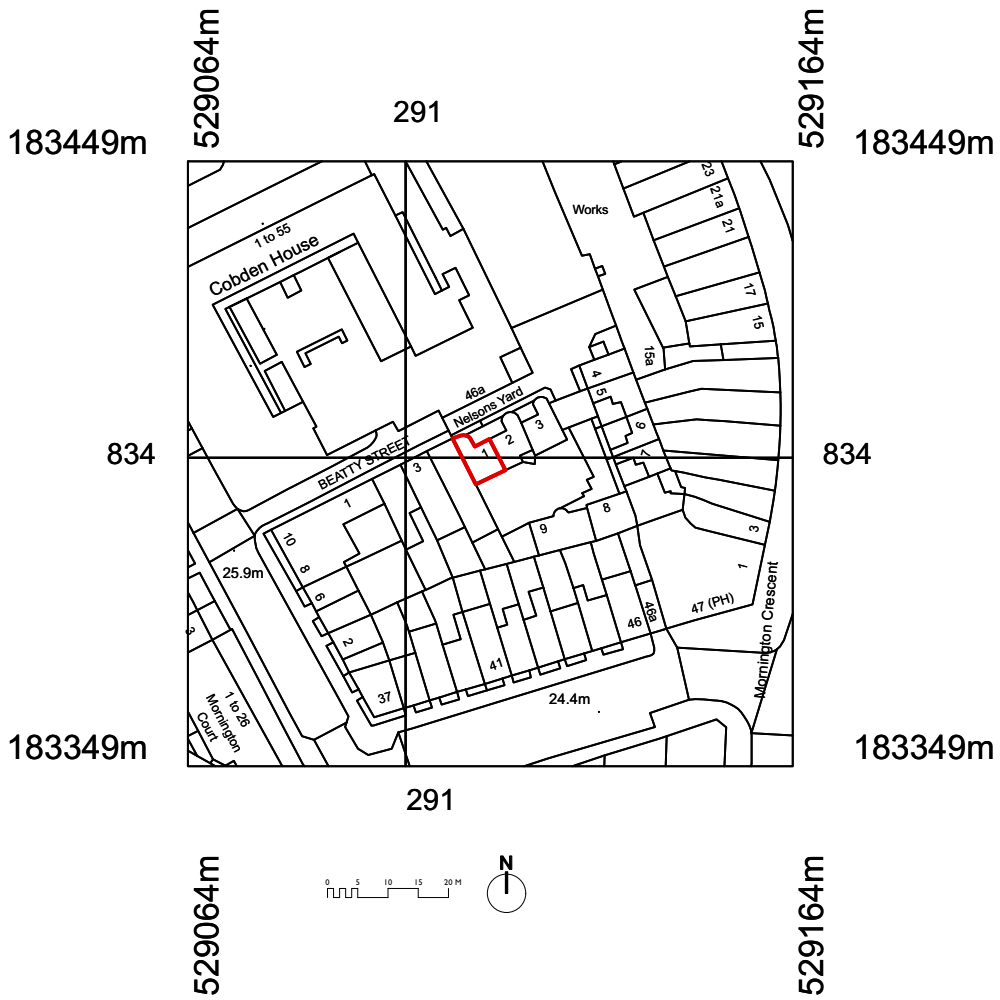 529064m
529164m
291
183449m
183449m
23
21a
Works
21
1 to 55
Cobden House
17
15
15a
4
46a
Nelsons Yard
5
3
6
2
1
834
834
BEATTY STREET
3
7
1
8
9
3
10
25.9m
8
1
6
46a
47 (PH)
46
3
2
41
Mornington Crescent
37
24.4m
1 to 26
Mornington
Court
183349m
183349m
291
N
0 5 10 15 20 M
529064m
529164m